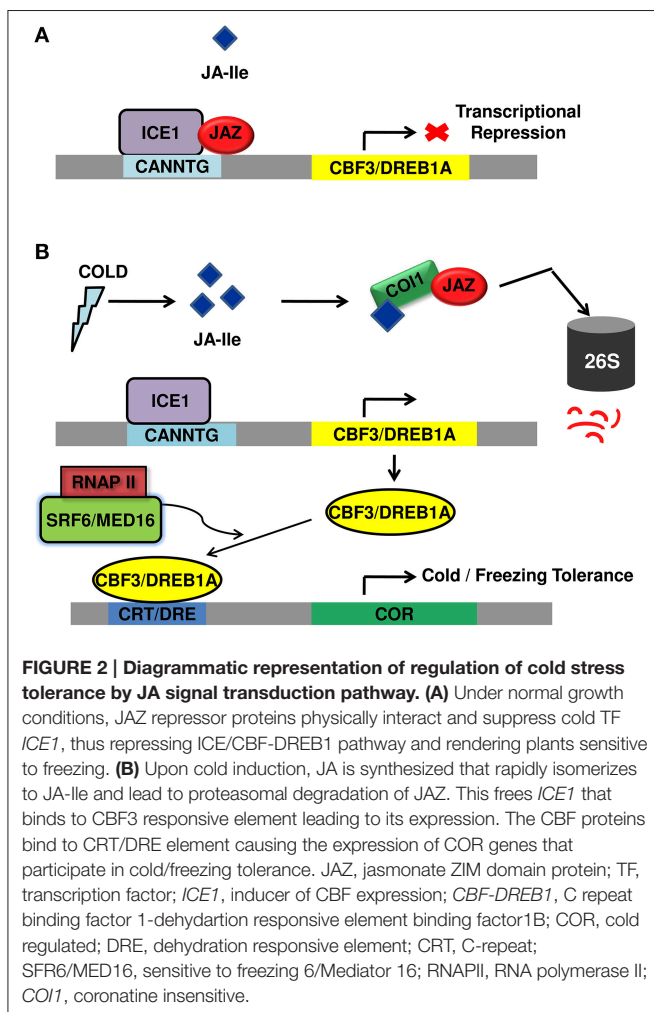 A
JA-Ile
ICE1
JAZ
Transcriptional
Repression
CANNTG
CBF3/DREB1A
B
COLD
JA-Ile
COI1
JAZ
26S
ICE1
CANNTG
CBF3/DREB1A
RNAP II
SRF6/MED16
CBF3/DREB1A
CBF3/DREB1A
Cold / Freezing Tolerance
CRT/DRE
COR
FIGURE 2 | Diagrammatic representation of regulation of cold stress
tolerance by JA signal transduction pathway. (A) Under normal growth
conditions, JAZ repressor proteins physically interact and suppress cold TF
ICE1, thus repressing ICE/CBF-DREB1 pathway and rendering plants sensitive
to freezing. (B) Upon cold induction, JA is synthesized that rapidly isomerizes
to JA-Ile and lead to proteasomal degradation of JAZ. This frees ICE1 that
binds to CBF3 responsive element leading to its expression. The CBF proteins
bind to CRT/DRE element causing the expression of COR genes that
participate in cold/freezing tolerance. JAZ, jasmonate ZIM domain protein; TF,
transcription factor; ICE1, inducer of CBF expression; CBF-DREB1, C repeat
binding factor 1-dehydartion responsive element binding factor1B; COR, cold
regulated; DRE, dehydration responsive element; CRT, C-repeat;
SFR6/MED16, sensitive to freezing 6/Mediator 16; RNAPII, RNA polymerase II;
COI1, coronatine insensitive.